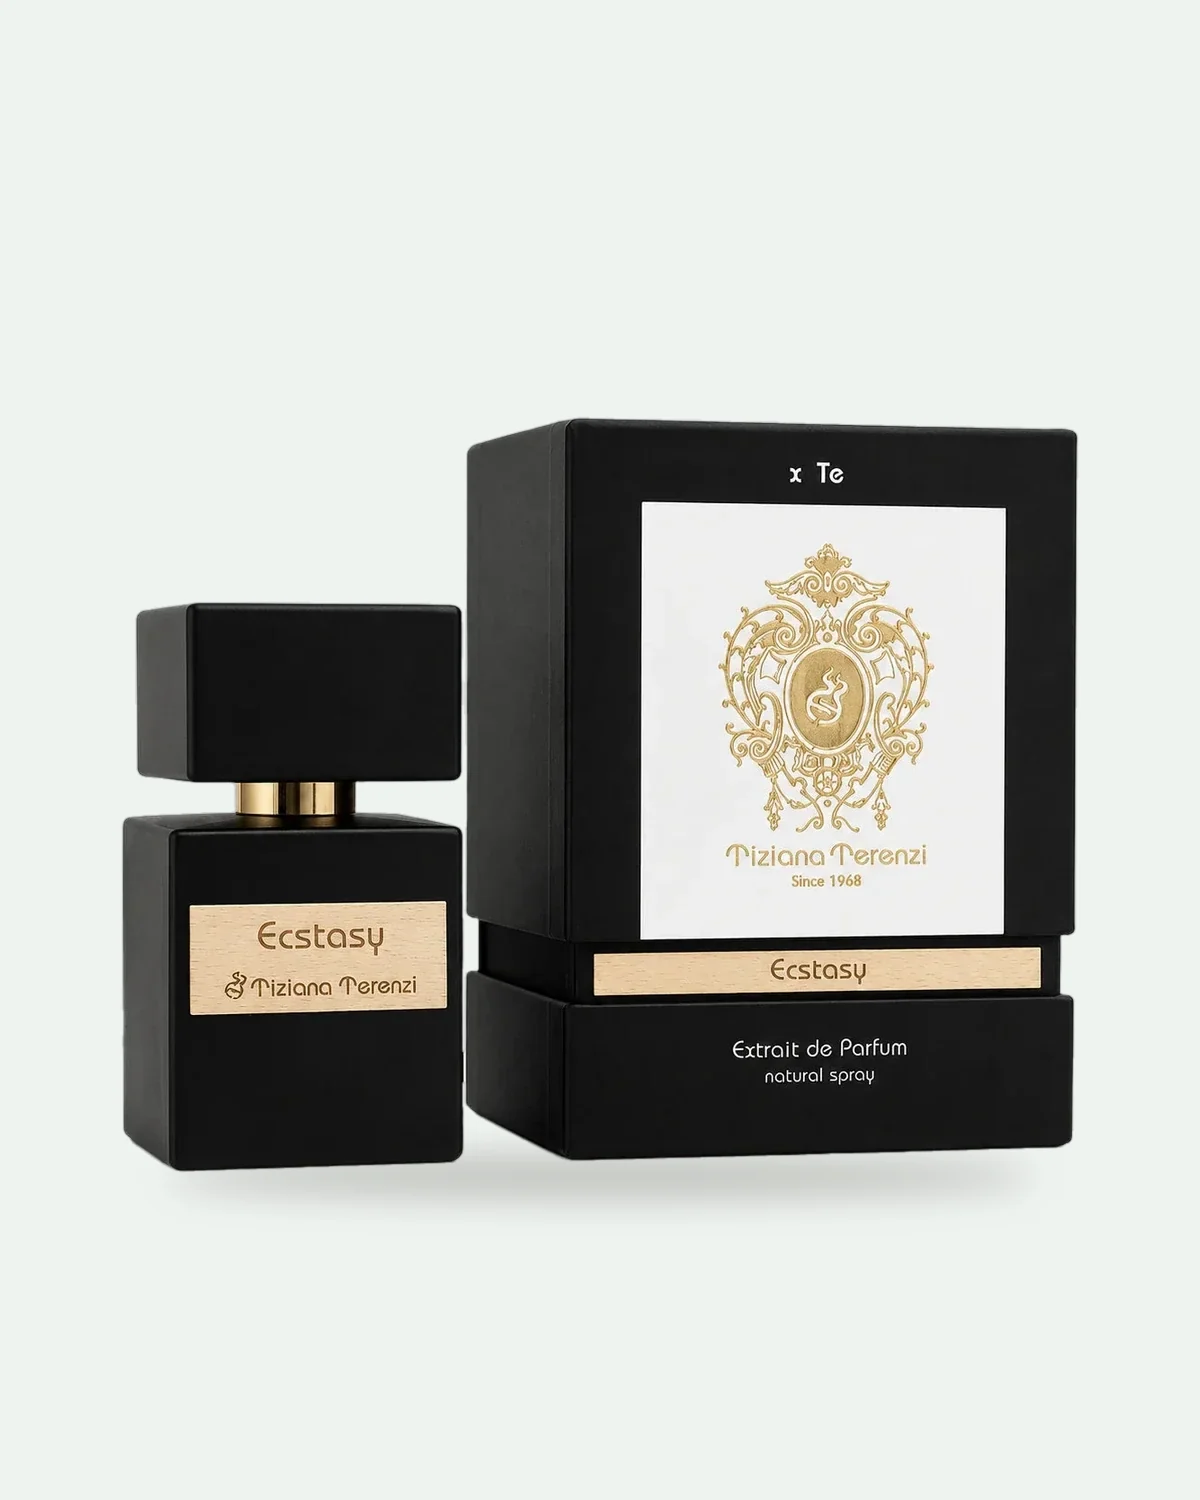 Ecstasy
Tiziana Terenzi
x Te
Tiziana Terenzi
Since 1968
Ecstasy
Extrait de Parfum
natural spray